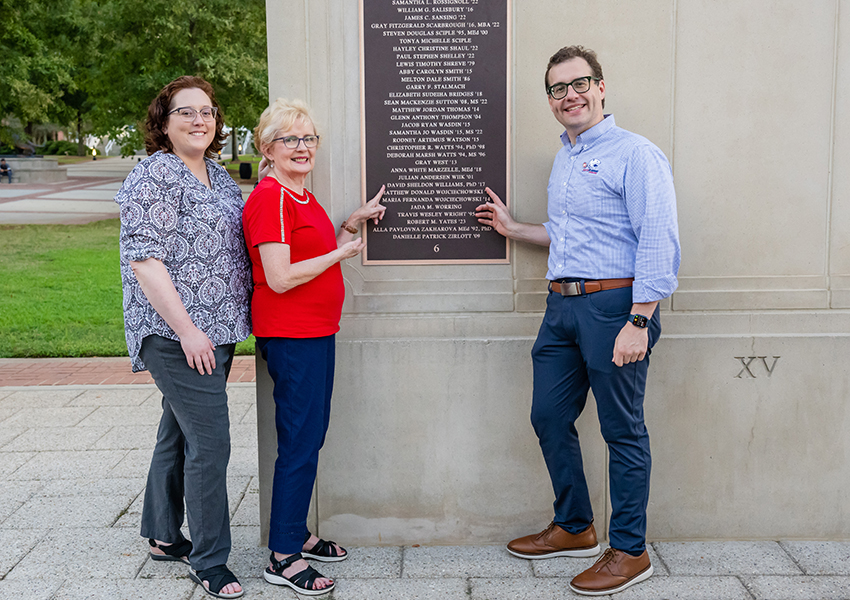 SAMANTHA L. ROSSIGNOLL '22
WILLIAM G. SALISBURY '16
JAMES C. SANSING '22
GRAY FITZGERALD SCARBROUGH '16, MBA '22
STEVEN DOUGLAS SCIPLE '95, MEd '00
TONYA MICHELLE SCIPLE
HAYLEY CHRISTINE SHAUL '22
PAUL STEPHEN SHELLEY '22
LEWIS TIMOTHY SHREVE '79
ABBY CAROLYN SMITH '15
MELTON DALE SMITH '86
GARRY F. STALMACH
ELIZABETH SUDEIHA BRIDGES '18
SEAN MACKENZIE SUTTON '08, MS '22
MATTHEW JORDAN THOMAS '14
GLENN ANTHONY THOMPSON '04
JACOB RYAN WASDIN '15
SAMANTHA JO WASDIN '15, MS '22
RODNEY ARTEMUS WATSON '15
CHRISTOPHER R. WATTS '94, PhD '98
DEBORAH MARSH WATTS '94, MS '96
GRAY WEST '13
ANNA WHITE MARZELLE, MEd '18
JULIAN ANDERSEN WIIK '01
DAVID SHELDON WILLIAMS, PhD '17
MATTHEW DONALD WOJCIECHOWSKI
MARIA FERNANDA WOJCIECHOWSKI '14
JADA M. WORRING
TRAVIS WESLEY WRIGHT '95
ROBERT M. YATES '23
ALLA PAVLOVNA ZAKHAROVA MEd '92, PhD
DANIELLE PATRICK ZIRLOTT '09
6
XV